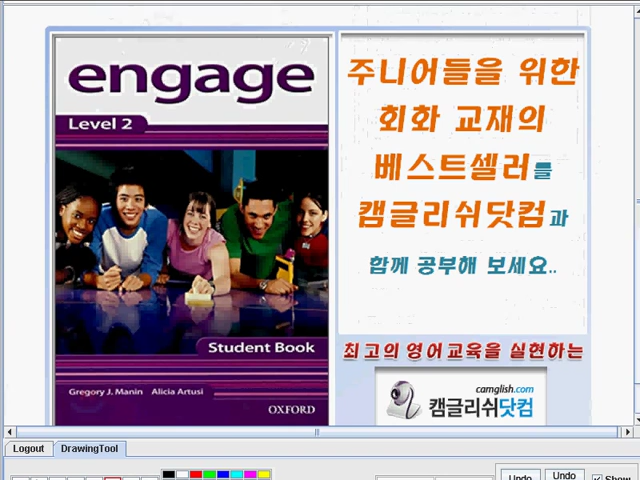 engage
Level 2
Student Book
Gregory J. Manin Alicia Artusi
OXFORD
주니어들을 위한
회화 교재의
베스트셀러를
캠글리쉬닷컴과
함께 공부해 보세요..
최고의 영어교육을 실현하는
camglish.com
캠글리쉬닷컴
Logout
DrawingTool
Undo
Undo
Show